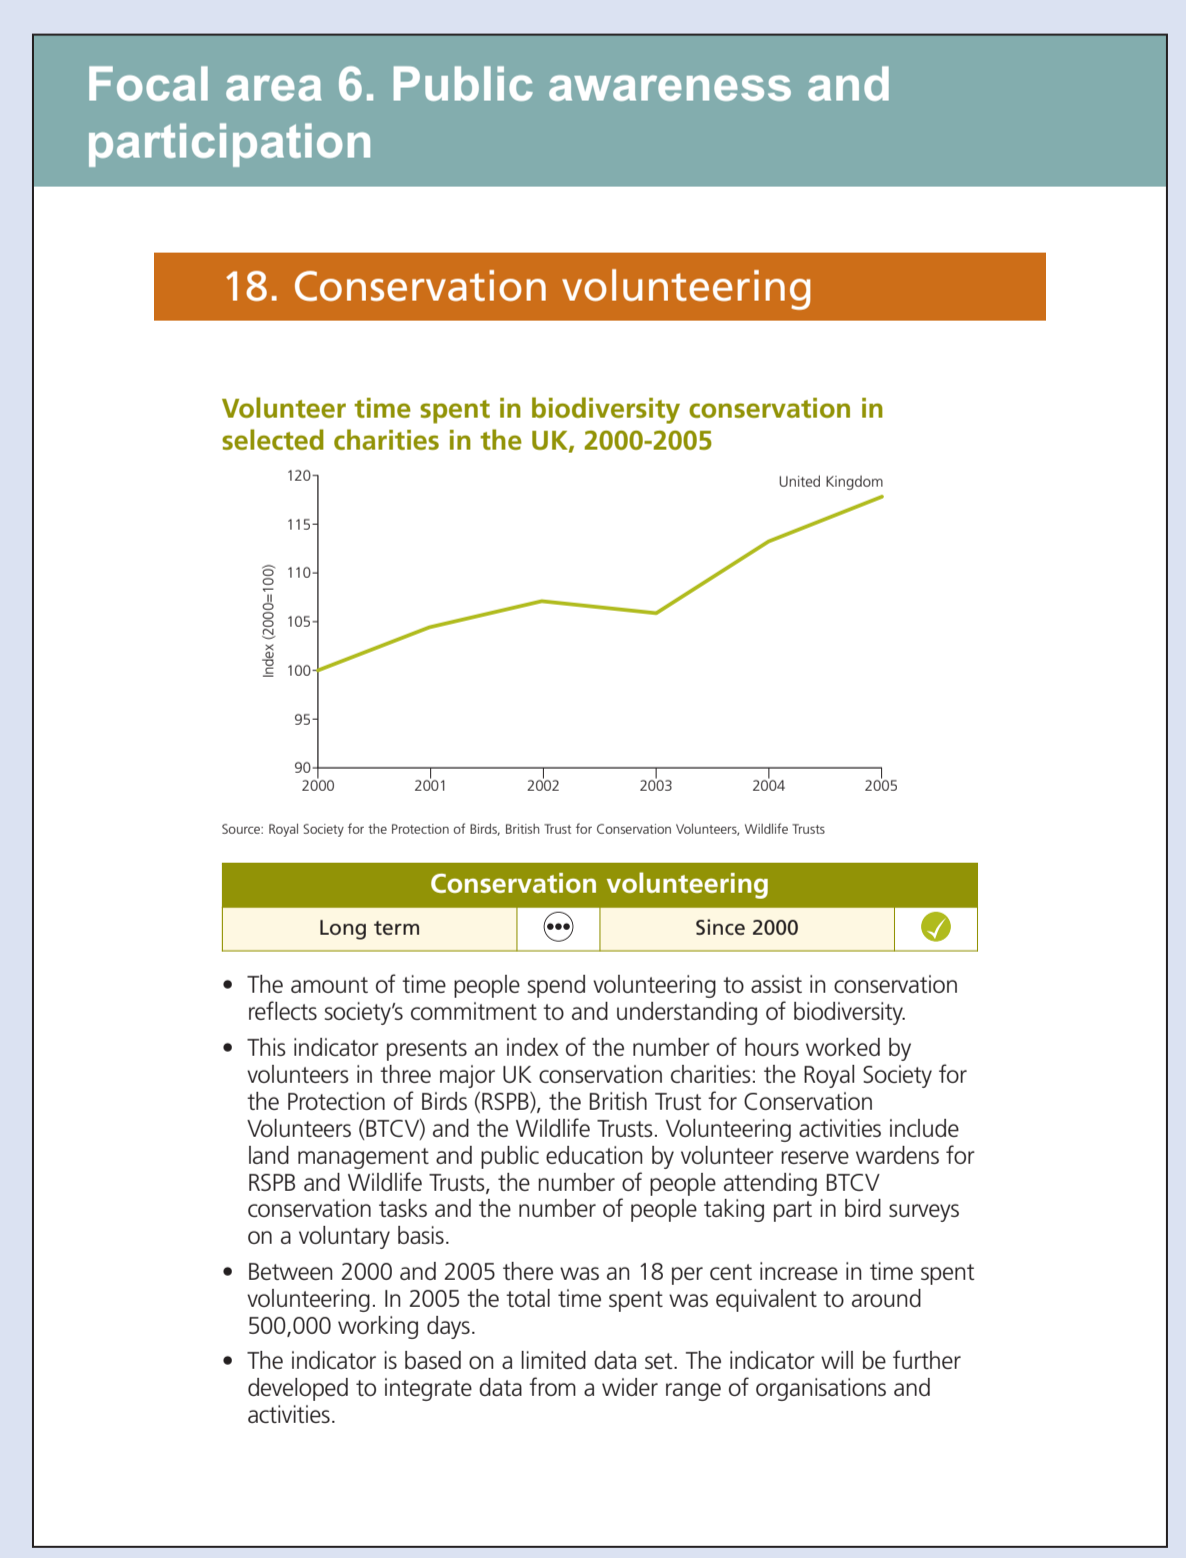 Focal area 6. Public awareness and
participation
18. Conservation volunteering
Volunteer time spent in biodiversity conservation in
selected charities in the UK, 2000-2005
120
United Kingdom
115
110
105
100
95
90
Index (2000=100)
2000 2001 2002 2003 2004 2005
Source: Royal Society for the Protection of Birds, British Trust for Conservation Volunteers, Wildlife Trusts
Conservation volunteering
Long term Since 2000
• The amount of time people spend volunteering to assist in conservation
reflects society's commitment to and understanding of biodiversity.
• This indicator presents an index of the number of hours worked by
volunteers in three major UK conservation charities: the Royal Society for
the Protection of Birds (RSPB), the British Trust for Conservation
Volunteers (BTCV) and the Wildlife Trusts. Volunteering activities include
land management and public education by volunteer reserve wardens for
RSPB and Wildlife Trusts, the number of people attending BTCV
conservation tasks and the number of people taking part in bird surveys
on a voluntary basis.
• Between 2000 and 2005 there was an 18 per cent increase in time spent
volunteering. In 2005 the total time spent was equivalent to around
500,000 working days.
• The indicator is based on a limited data set. The indicator will be further
developed to integrate data from a wider range of organisations and
activities.